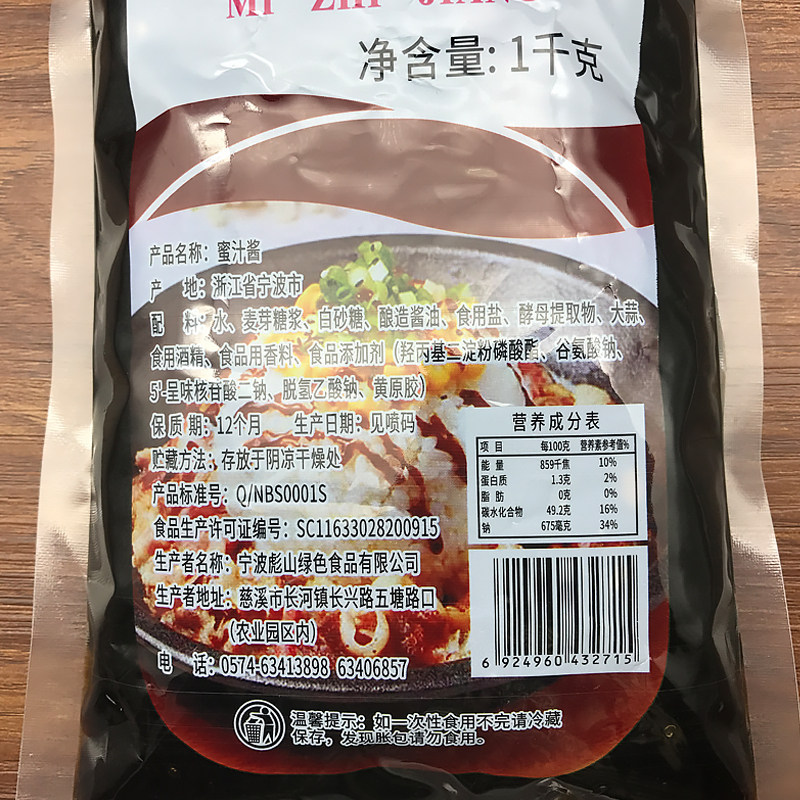 MI ZHI JIANG
净含量: 1千克
产品名称: 蜜汁酱
产 地: 浙江省宁波市
配 料: 水、麦芽糖浆、白砂糖、酿造酱油、食用盐、酵母提取物、大蒜、
食用酒精、食品用香料、食品添加剂 (羟丙基二淀粉磷酸酯、谷氨酸钠、
5'-呈味核苷酸二钠、脱氢乙酸钠、黄原胶)
保质期: 12个月 生产日期: 见喷码
贮藏方法: 存放于阴凉干燥处
产品标准号: Q/NBS0001S
食品生产许可证编号: SC11633028200915
生产者名称: 宁波彪山绿色食品有限公司
生产者地址: 慈溪市长河镇长兴路五塘路口
(农业园区内)
电 话: 0574-63413898 63406857
营养成分表
项 目 每100克 营养素参考值%
能 量 859千焦 10%
蛋白质 1.3克 2%
脂 肪 0克 0%
碳水化合物 49.2克 16%
钠 675毫克 34%
6 924960 432715
温馨提示: 如一次性食用不完请冷藏
保存, 发现胀包请勿食用。